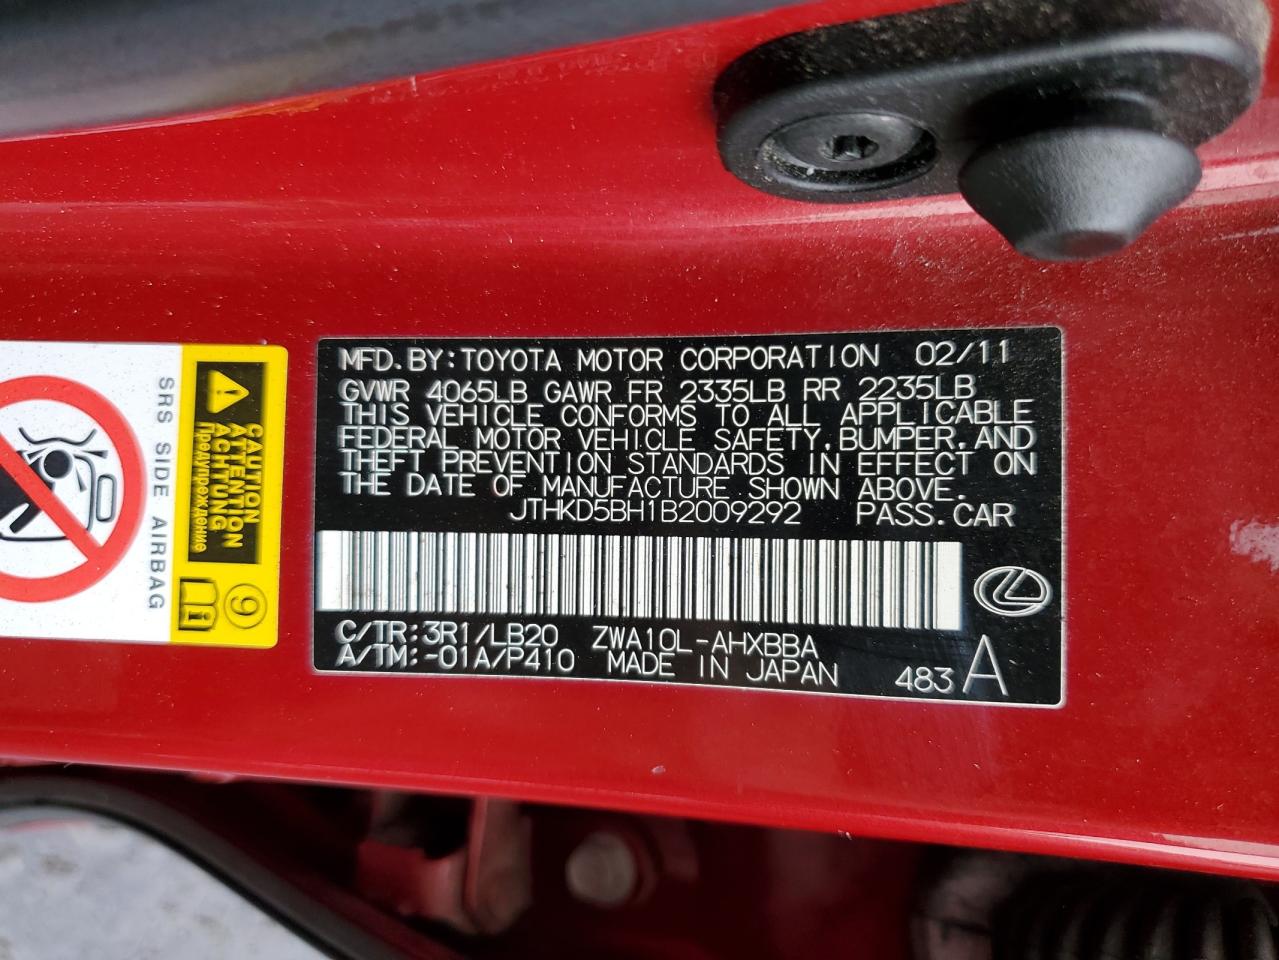 MFD.BY:TOYOTA MOTOR CORPORATION 02/11
GVWR 4065LB GAWR FR 2335LB RR 2235LB
THIS VEHICLE CONFORMS TO ALL APPLICABLE
FEDERAL MOTOR VEHICLE SAFETY,BUMPER,AND
THEFT PREVENTION STANDARDS IN EFFECT ON
THE DATE OF MANUFACTURE SHOWN ABOVE.
JTHKD5BH1B2009292 PASS.CAR
C/TR:3R1/LB20 ZWA10L-AHXBBA
A/TM:-01A/P410 MADE IN JAPAN 483 A
CAUTION
ATTENTION
ACHTUNG
Предупреждение
9
SRS SIDE AIRBAG